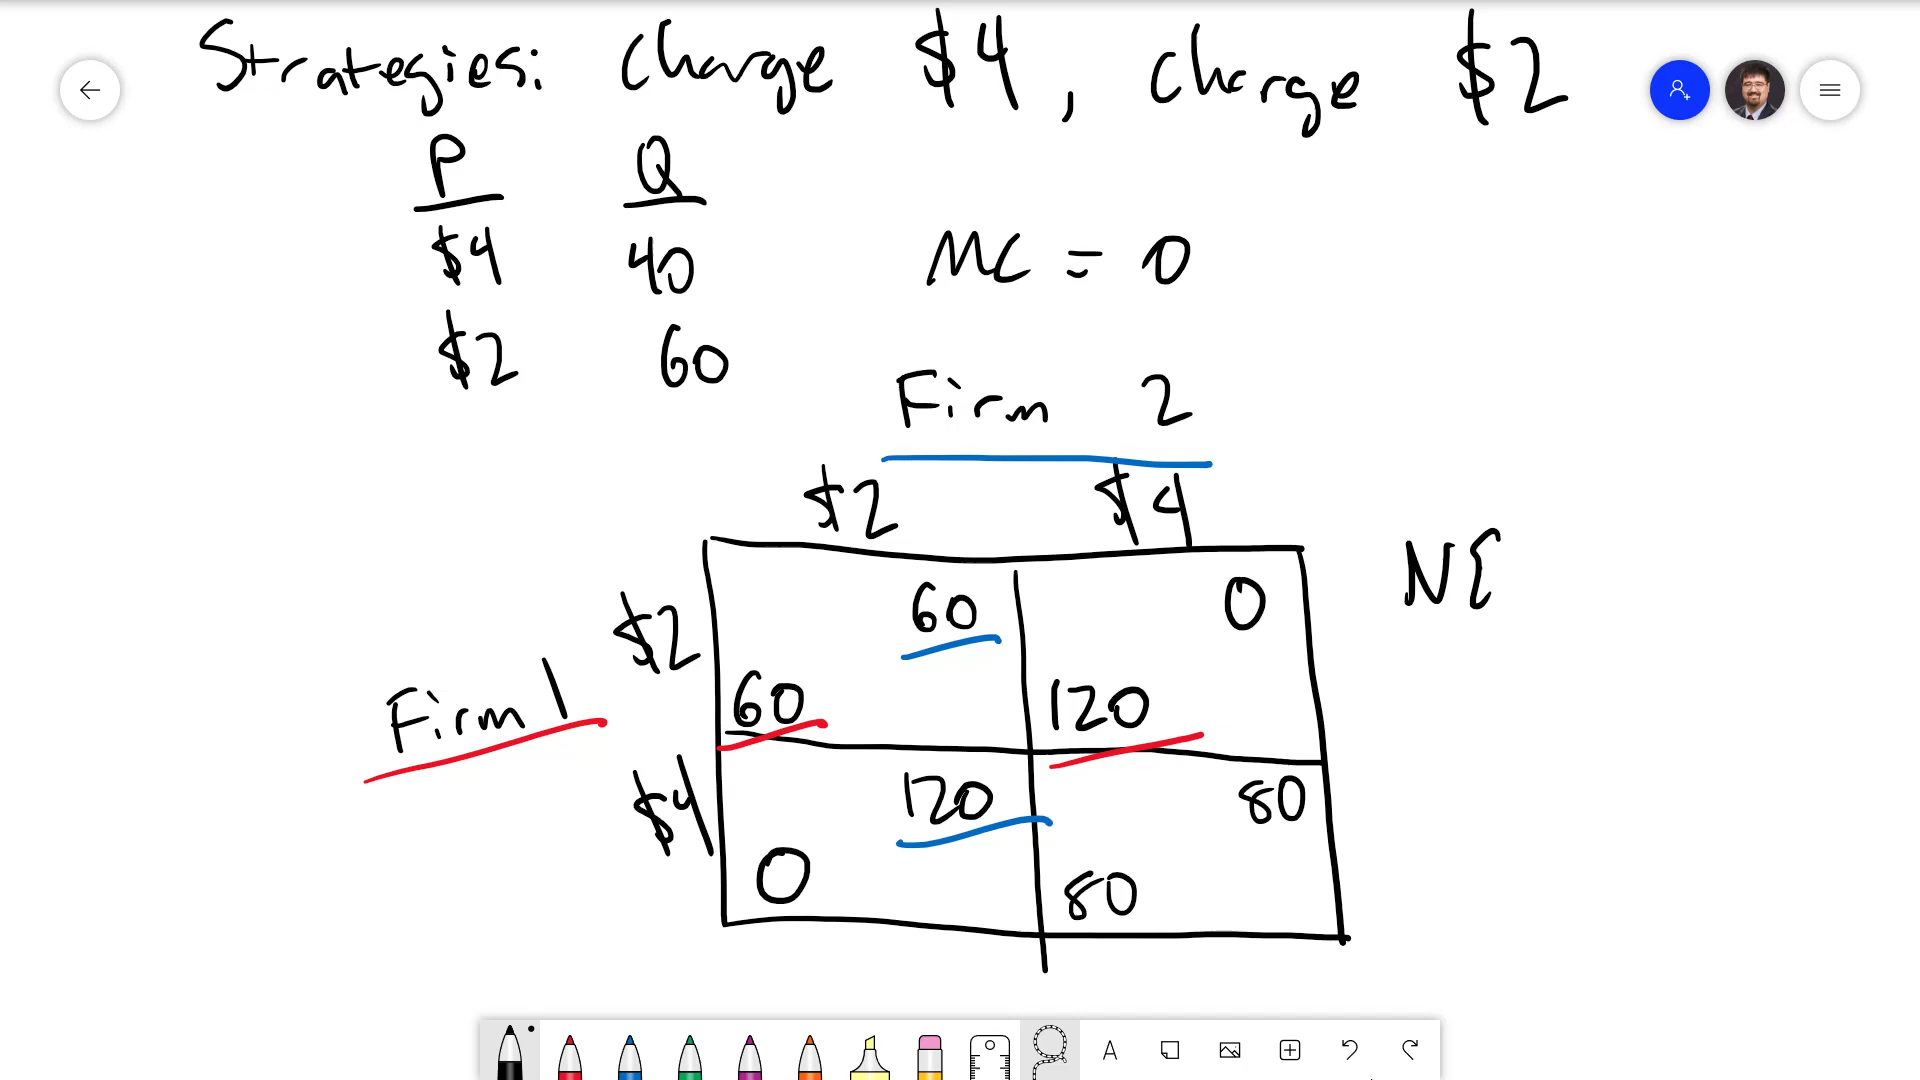 Strategies: charge $4, charge $2
P Q
$4 40 MC = 0
$2 60
Firm 2
$2 $4
60 0 NE
$2
Firm 1 60 120
$4 120 80
0 80
A